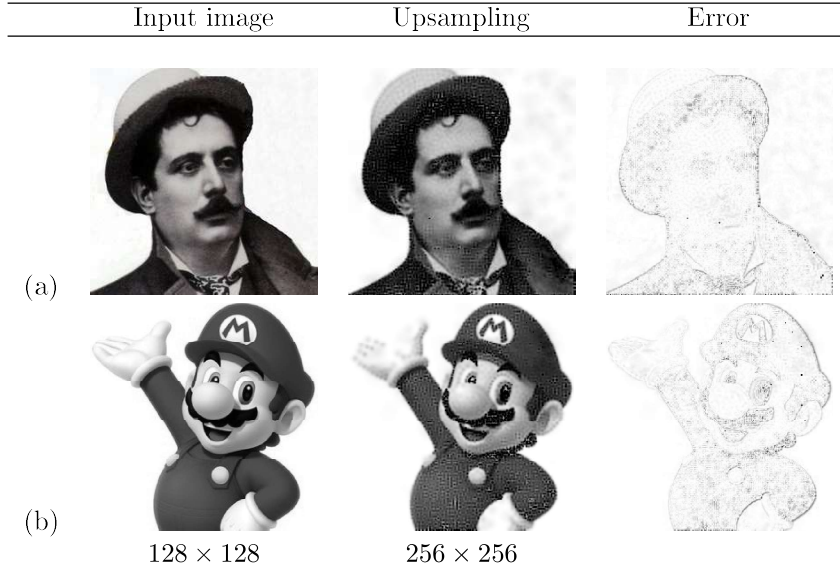 Input image Upsampling Error
(a)
M M M
(b)
128 × 128 256 × 256